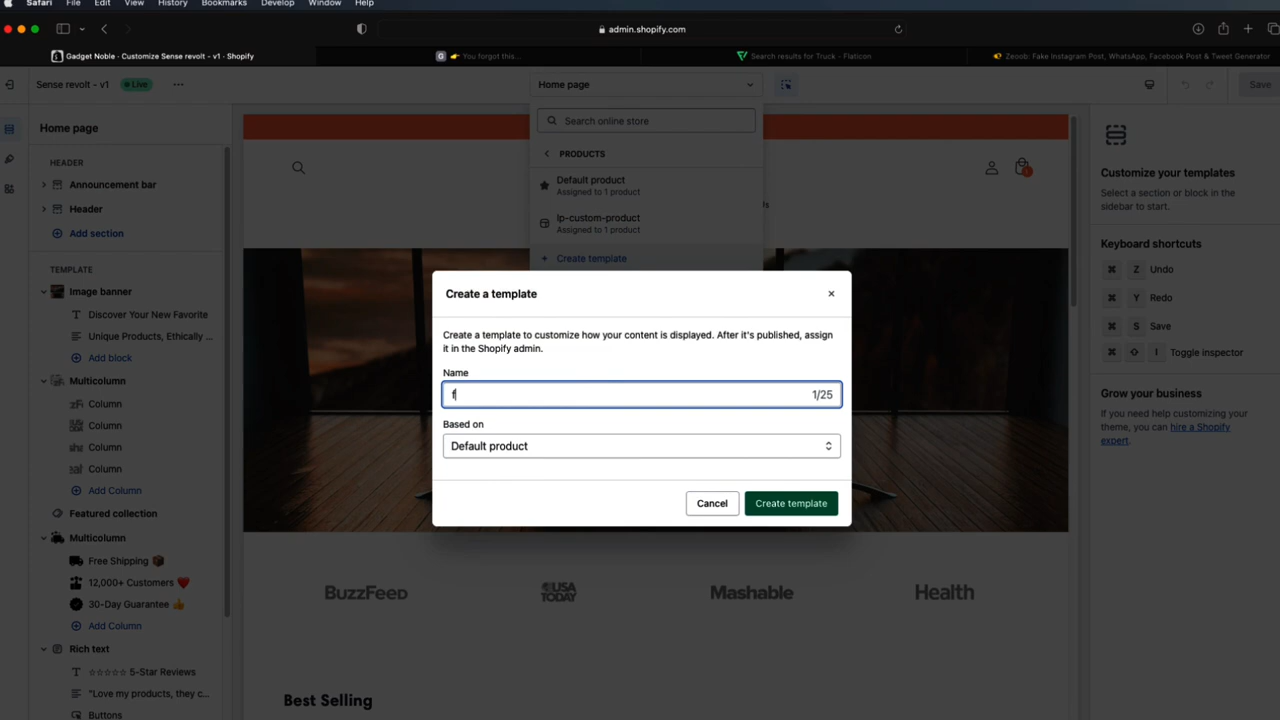 Safari File Edit View History Bookmarks Develop Window Help
admin.shopify.com
Gadget Noble · Customize Sense revolt - v1 · Shopify
G 👉 You forgot this...
Search results for Truck - Flaticon
Zeoob: Fake Instagram Post, WhatsApp, Facebook Post & Tweet Generator
Sense revolt - v1 Live
Home page
Save
Home page
HEADER
Announcement bar
Header
Add section
TEMPLATE
Image banner
Discover Your New Favorite
Unique Products, Ethically ...
Add block
Multicolumn
Column
Column
Column
Column
Add Column
Featured collection
Multicolumn
Free Shipping 📦
12,000+ Customers ❤️
30-Day Guarantee 👍
Add Column
Rich text
☆☆☆☆☆ 5-Star Reviews
"Love my products, they c...
Buttons
Search online store
PRODUCTS
Default product
Assigned to 1 product
lp-custom-product
Assigned to 1 product
+ Create template
1
Create a template
Create a template to customize how your content is displayed. After it's published, assign
it in the Shopify admin.
Name
f
1/25
Based on
Default product
Cancel
Create template
BuzzFeed
USA
TODAY
Mashable
Health
Best Selling
Customize your templates
Select a section or block in the
sidebar to start.
Keyboard shortcuts
⌘ Z Undo
⌘ Y Redo
⌘ S Save
⌘ ⇧ I Toggle inspector
Grow your business
If you need help customizing your
theme, you can hire a Shopify
expert.